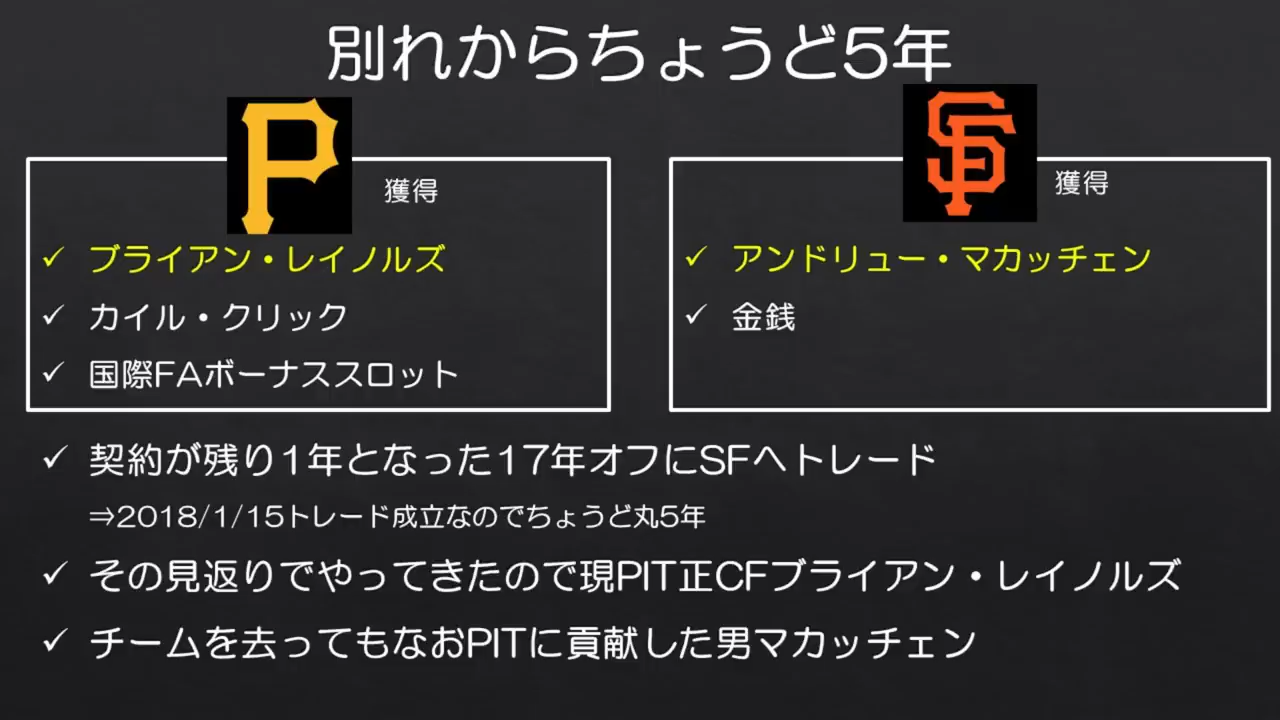 別れからちょうど5年
P
獲得
ブライアン・レイノルズ
カイル・クリック
国際FAボーナススロット
SF
獲得
アンドリュー・マカッチェン
金銭
契約が残り1年となった17年オフにSFへトレード
⇒2018/1/15トレード成立なのでちょうど丸5年
その見返りでやってきたので現PIT正CFブライアン・レイノルズ
チームを去ってもなおPITに貢献した男マカッチェン